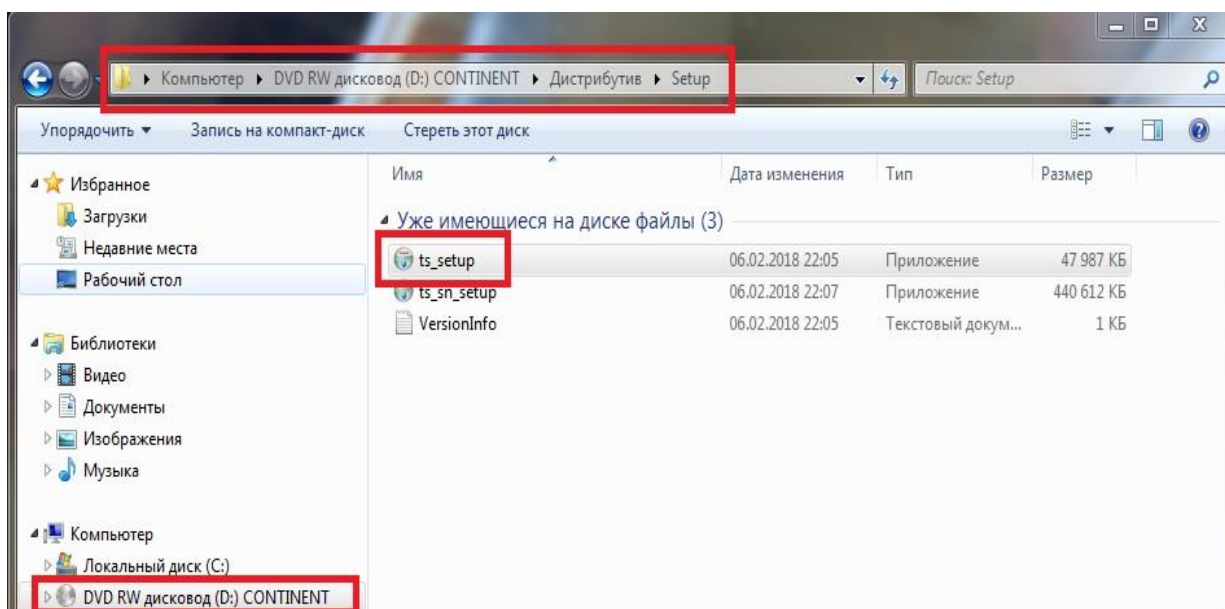 Компьютер ▸ DVD RW дисковод (D:) CONTINENT ▸ Дистрибутив ▸ Setup
Поиск: Setup
Упорядочить Запись на компакт-диск Стереть этот диск
Избранное
Загрузки
Недавние места
Рабочий стол
Библиотеки
Видео
Документы
Изображения
Музыка
Компьютер
Локальный диск (C:)
DVD RW дисковод (D:) CONTINENT
Имя Дата изменения Тип Размер
Уже имеющиеся на диске файлы (3)
ts_setup 06.02.2018 22:05 Приложение 47 987 КБ
ts_sn_setup 06.02.2018 22:07 Приложение 440 612 КБ
VersionInfo 06.02.2018 22:05 Текстовый докум... 1 КБ